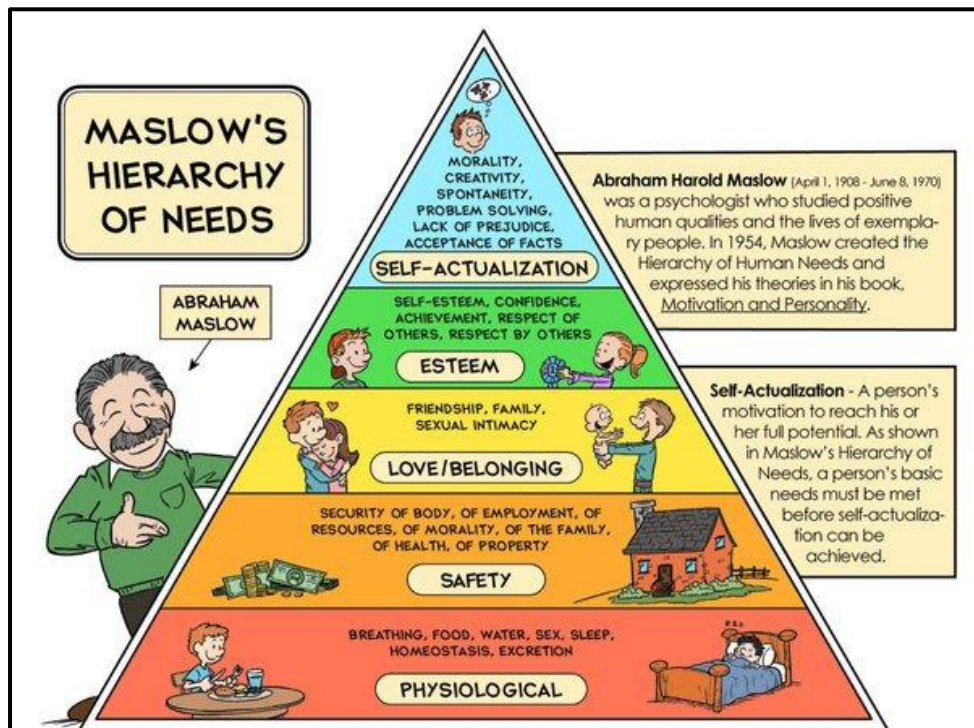 MASLOW'S
HIERARCHY
OF NEEDS
ABRAHAM
MASLOW
MORALITY,
CREATIVITY,
SPONTANEITY,
PROBLEM SOLVING,
LACK OF PREJUDICE,
ACCEPTANCE OF FACTS
SELF-ACTUALIZATION
SELF-ESTEEM, CONFIDENCE,
ACHIEVEMENT, RESPECT OF
OTHERS, RESPECT BY OTHERS
ESTEEM
FRIENDSHIP, FAMILY,
SEXUAL INTIMACY
LOVE/BELONGING
SECURITY OF BODY, OF EMPLOYMENT, OF
RESOURCES, OF MORALITY, OF THE FAMILY,
OF HEALTH, OF PROPERTY
SAFETY
BREATHING, FOOD, WATER, SEX, SLEEP,
HOMEOSTASIS, EXCRETION
PHYSIOLOGICAL
Abraham Harold Maslow (April 1, 1908 - June 8, 1970)
was a psychologist who studied positive
human qualities and the lives of exempla-
ry people. In 1954, Maslow created the
Hierarchy of Human Needs and
expressed his theories in his book,
Motivation and Personality.
Self-Actualization - A person's
motivation to reach his or
her full potential. As shown
in Maslow's Hierarchy of
Needs, a person's basic
needs must be met
before self-actualiza-
tion can be
achieved.